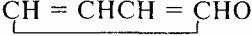 CH = CHCH = CHO